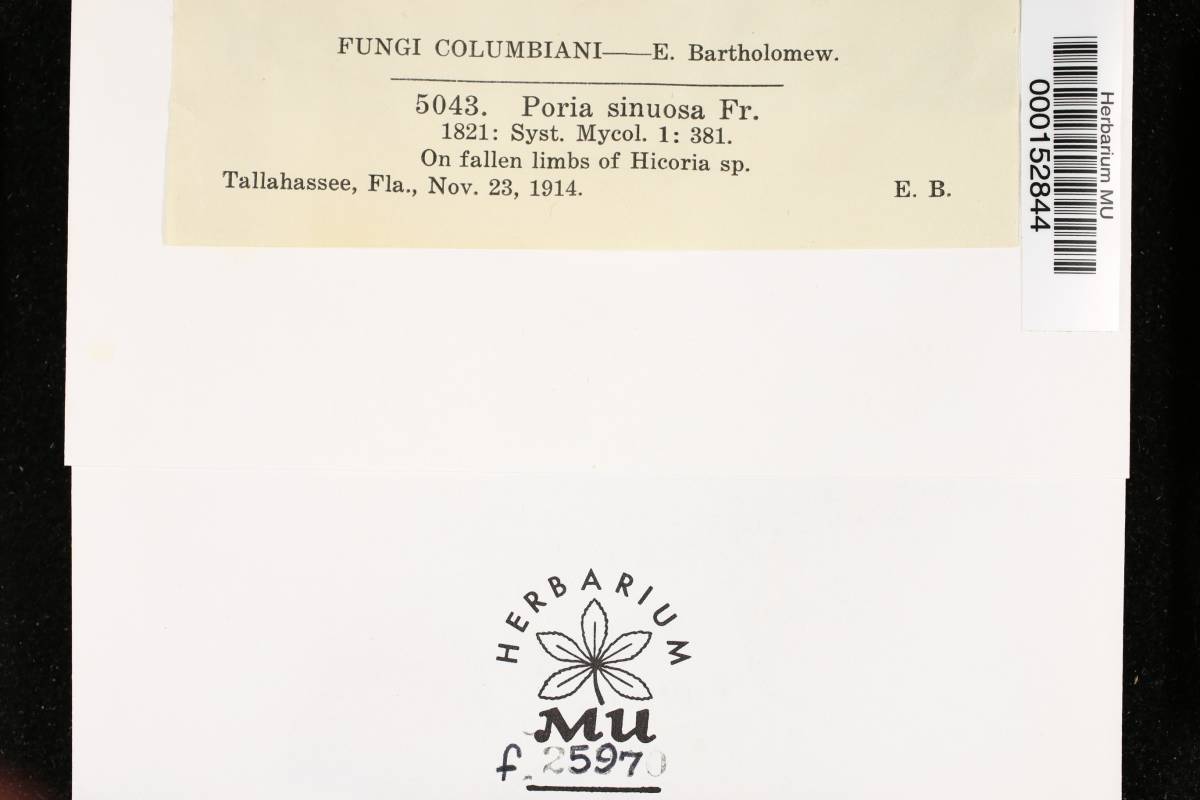 FUNGI COLUMBIANI——E. Bartholomew.
5043. Poria sinuosa Fr.
1821: Syst. Mycol. 1: 381.
On fallen limbs of Hicoria sp.
Tallahassee, Fla., Nov. 23, 1914. E. B.
Herbarium MU
000152844
HERBARIUM
MU
f. 25970